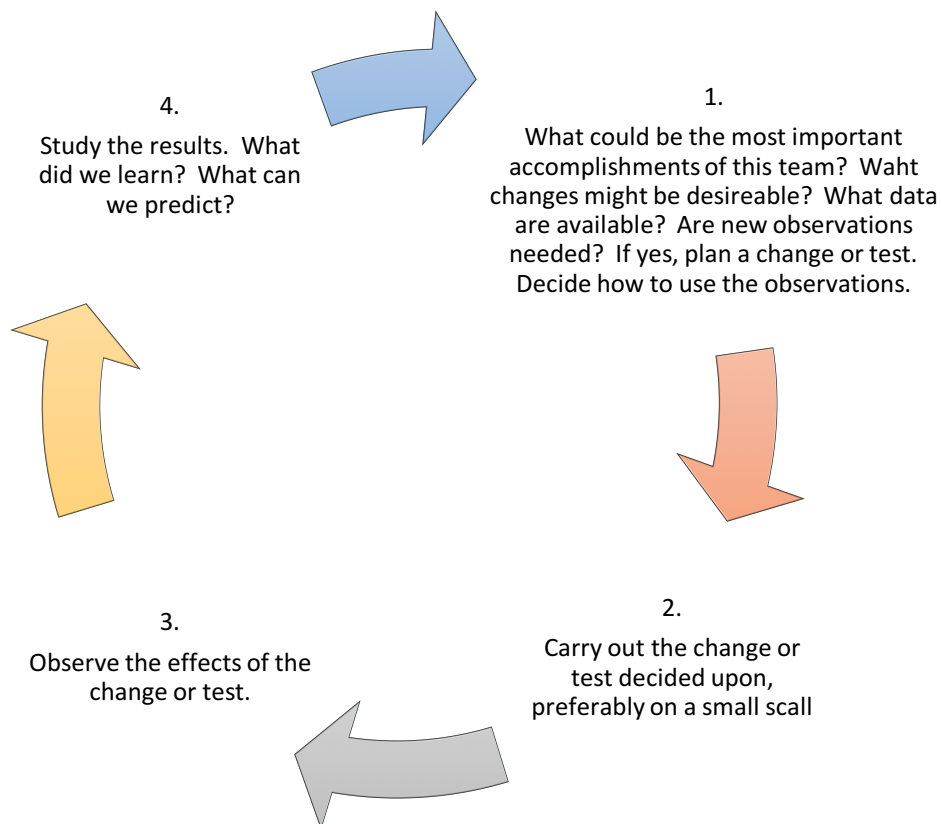 1.
What could be the most important
accomplishments of this team? Waht
changes might be desireable? What data
are available? Are new observations
needed? If yes, plan a change or test.
Decide how to use the observations.
2.
Carry out the change or
test decided upon,
preferably on a small scall
3.
Observe the effects of the
change or test.
4.
Study the results. What
did we learn? What can
we predict?